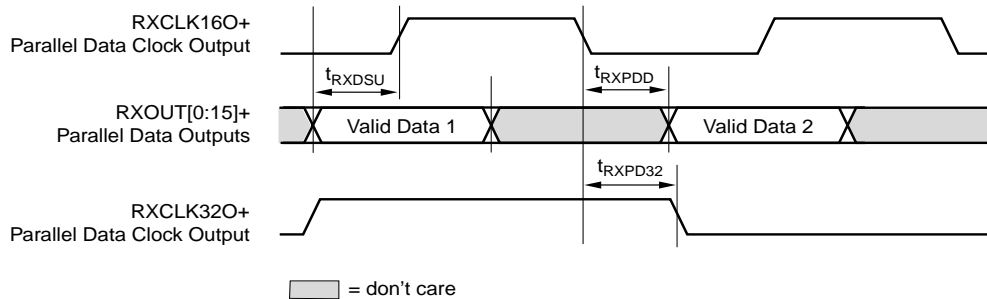 RXCLK16O+
Parallel Data Clock Output
tRXDSU
tRXPDD
RXOUT[0:15]+
Parallel Data Outputs
Valid Data 1
Valid Data 2
tRXPD32
RXCLK32O+
Parallel Data Clock Output
= don't care